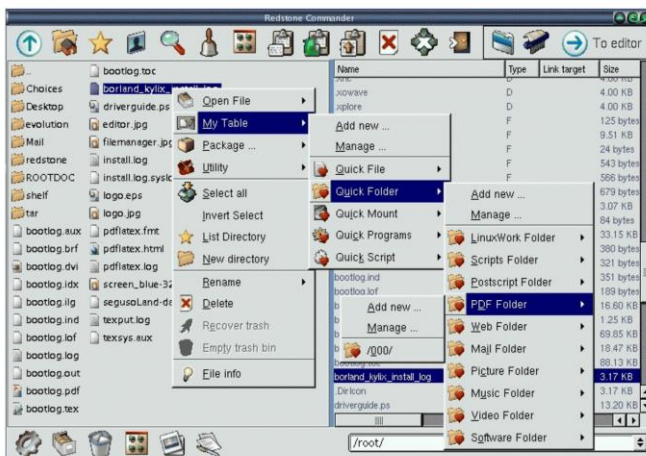 Redstone Commander
To editor
..
Choices
Desktop
evolution
Mail
redstone
ROOTDOC
shelf
tar
bootlog.aux
bootlog.brf
bootlog.dvi
bootlog.idx
bootlog.ilg
bootlog.ind
bootlog.lof
bootlog.log
bootlog.out
bootlog.pdf
bootlog.tex
bootlog.toc
borland_kylix_install_log
driverguide.ps
editor.jpg
filemanager.jpg
install.log
install.log.syslo
logo.eps
logo.jpg
pdflatex.fmt
pdflatex.html
pdflatex.log
screen_blue-32
segusoLand-de
texput.log
texsys.aux
Open File
My Table
Package ...
Utility
Select all
Invert Select
List Directory
New directory
Rename
Delete
Recover trash
Empty trash bin
File info
Add new ...
Manage ...
Quick File
Quick Folder
Quick Mount
Quick Programs
Quick Script
Add new ...
Manage ...
LinuxWork Folder
Scripts Folder
Postscript Folder
PDF Folder
Web Folder
Mail Folder
Picture Folder
Music Folder
Video Folder
Software Folder
Add new ...
Manage ...
/000/
Name Type Link target Size
D 4.00 KB
.xovave D 4.00 KB
.xplore D 4.00 KB
F 125 bytes
F 9.51 KB
F 24 bytes
F 543 bytes
F 566 bytes
679 bytes
3.07 KB
84 bytes
33.15 KB
380 bytes
321 bytes
bootlog.ind 351 bytes
bootlog.lof 189 bytes
16.60 KB
1.25 KB
69.85 KB
18.47 KB
88.13 KB
borland_kylix_install_log 3.17 KB
.DirIcon 3.17 KB
driverguide.ps 13.20 KB
/root/